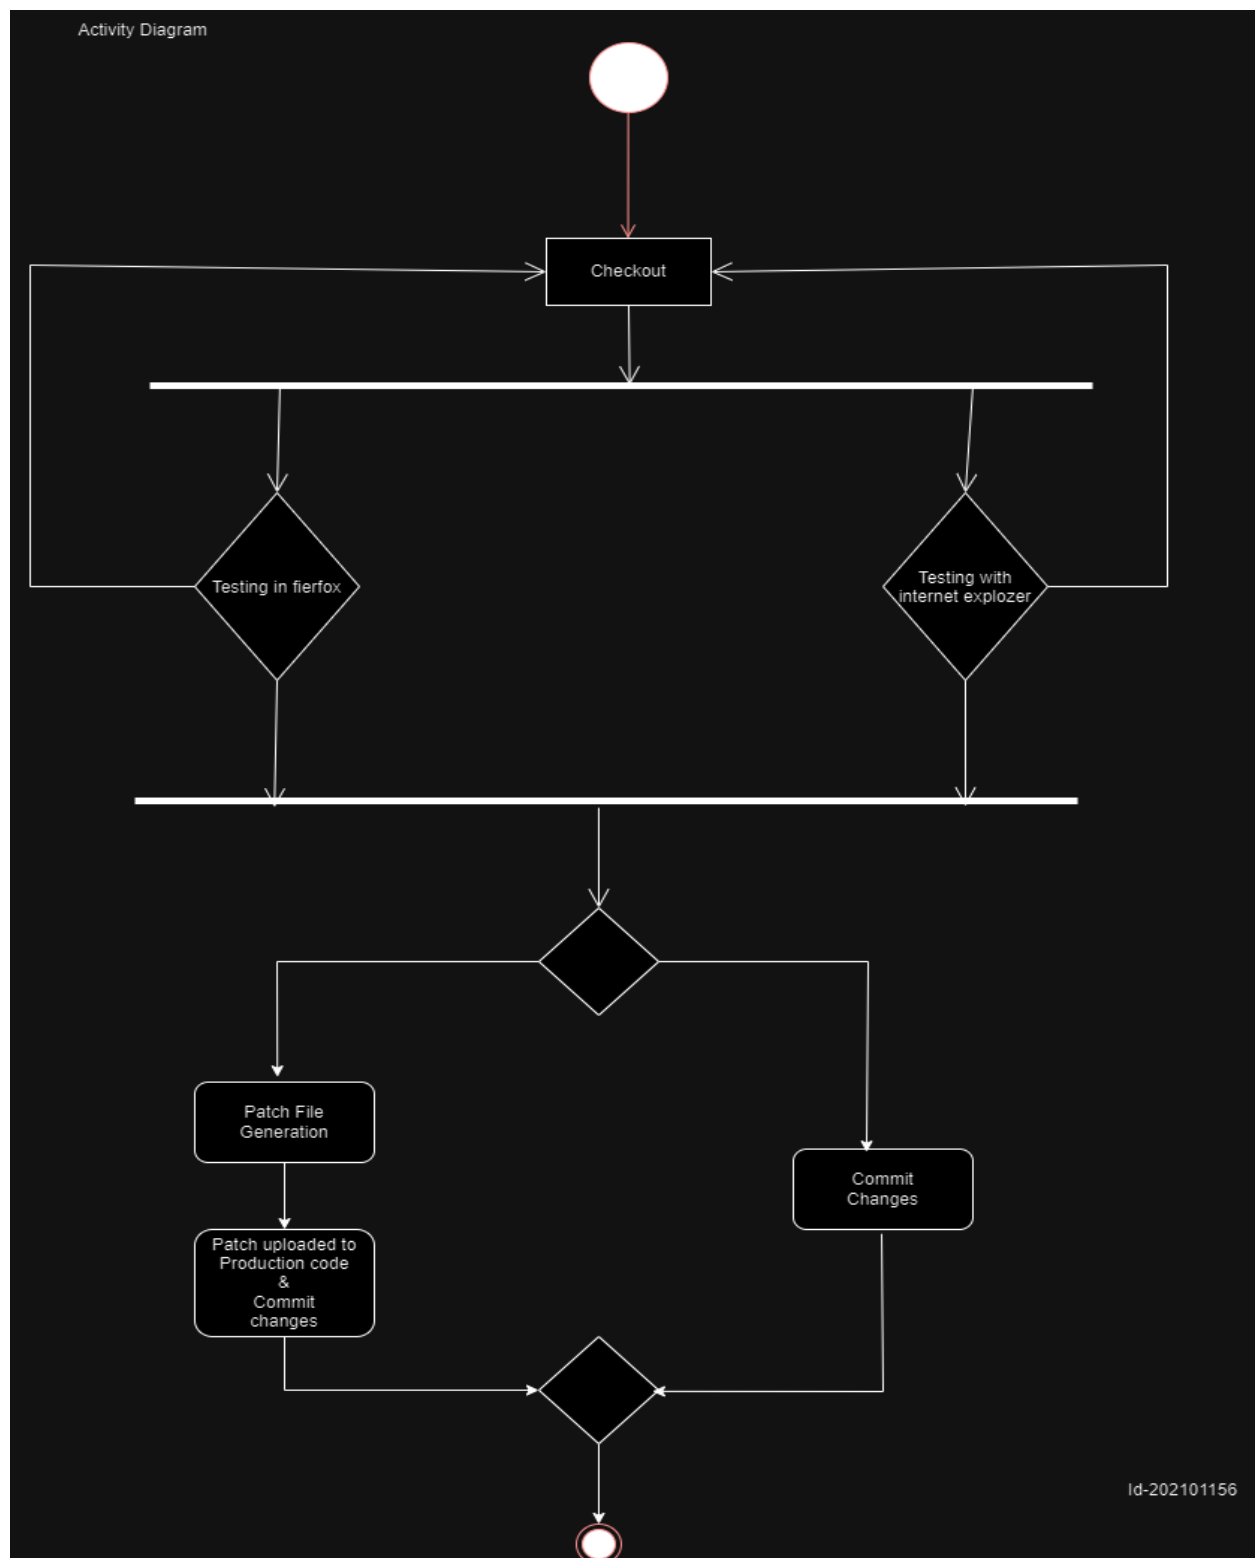 Activity Diagram
Checkout
Testing in fierfox
Testing with
internet explozer
Patch File
Generation
Commit
Changes
Patch uploaded to
Production code
&
Commit
changes
Id-202101156